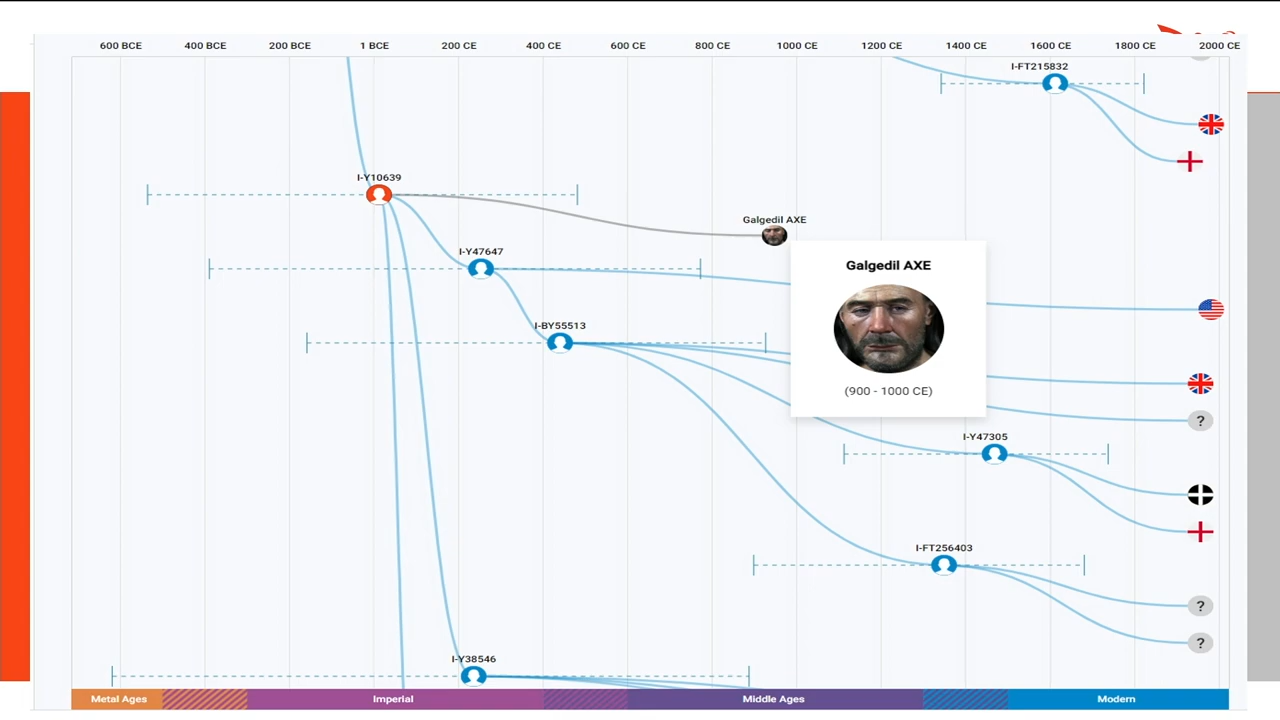 600 BCE 400 BCE 200 BCE 1 BCE 200 CE 400 CE 600 CE 800 CE 1000 CE 1200 CE 1400 CE 1600 CE 1800 CE 2000 CE
I-FT215832
I-Y10639
Galgedil AXE
I-Y47647
Galgedil AXE
I-BY55513
(900 - 1000 CE)
?
I-Y47305
I-FT256403
?
?
I-Y38546
Metal Ages Imperial Middle Ages Modern